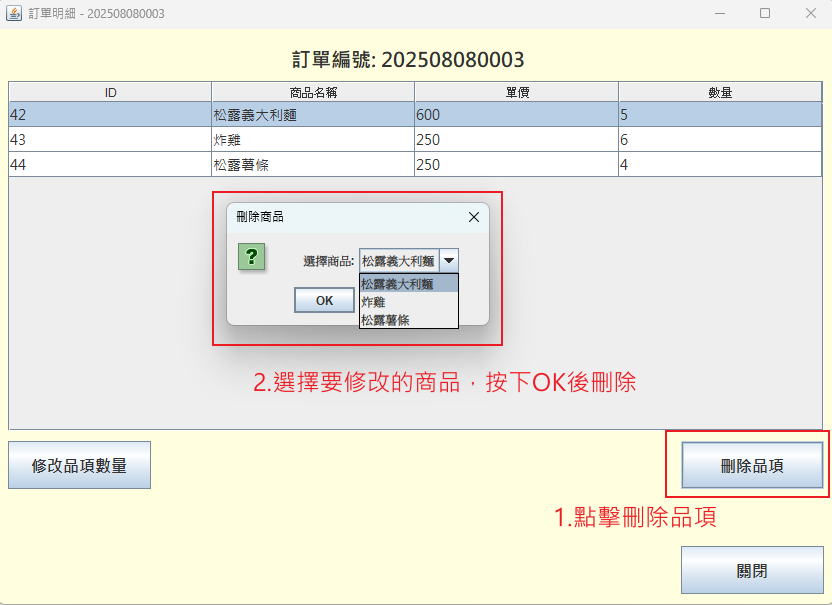 訂單明細 - 202508080003
訂單編號: 202508080003
ID 商品名稱 單價 數量
42 松露義大利麵 600 5
43 炸雞 250 6
44 松露薯條 250 4
刪除商品
?
選擇商品: 松露義大利麵
松露義大利麵
OK 炸雞
松露薯條
2.選擇要修改的商品，按下OK後刪除
修改品項數量 刪除品項
1.點擊刪除品項
關閉